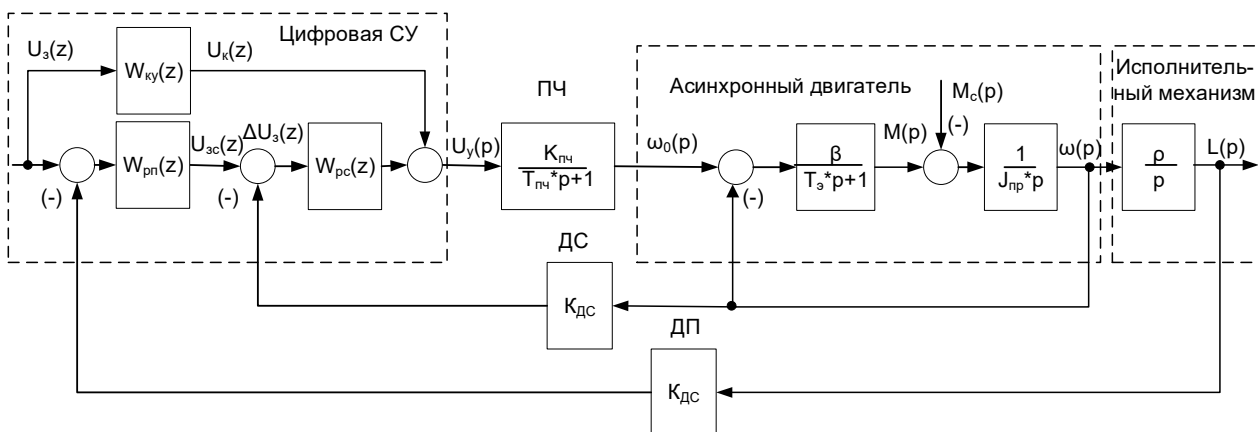 Цифровая СУ
Uз(z)
Wку(z)
Uк(z)
Wрп(z)
Uзс(z)
ΔUз(z)
Wрс(z)
(-)
(-)
Uу(p)
ПЧ
Kпч
Tпч*p+1
ω0(p)
Асинхронный двигатель
(-)
β
Tэ*p+1
M(p)
Mс(p)
(-)
1
Jпр*p
ω(p)
Исполнитель-
ный механизм
ρ
p
L(p)
ДС
KДС
ДП
KДС